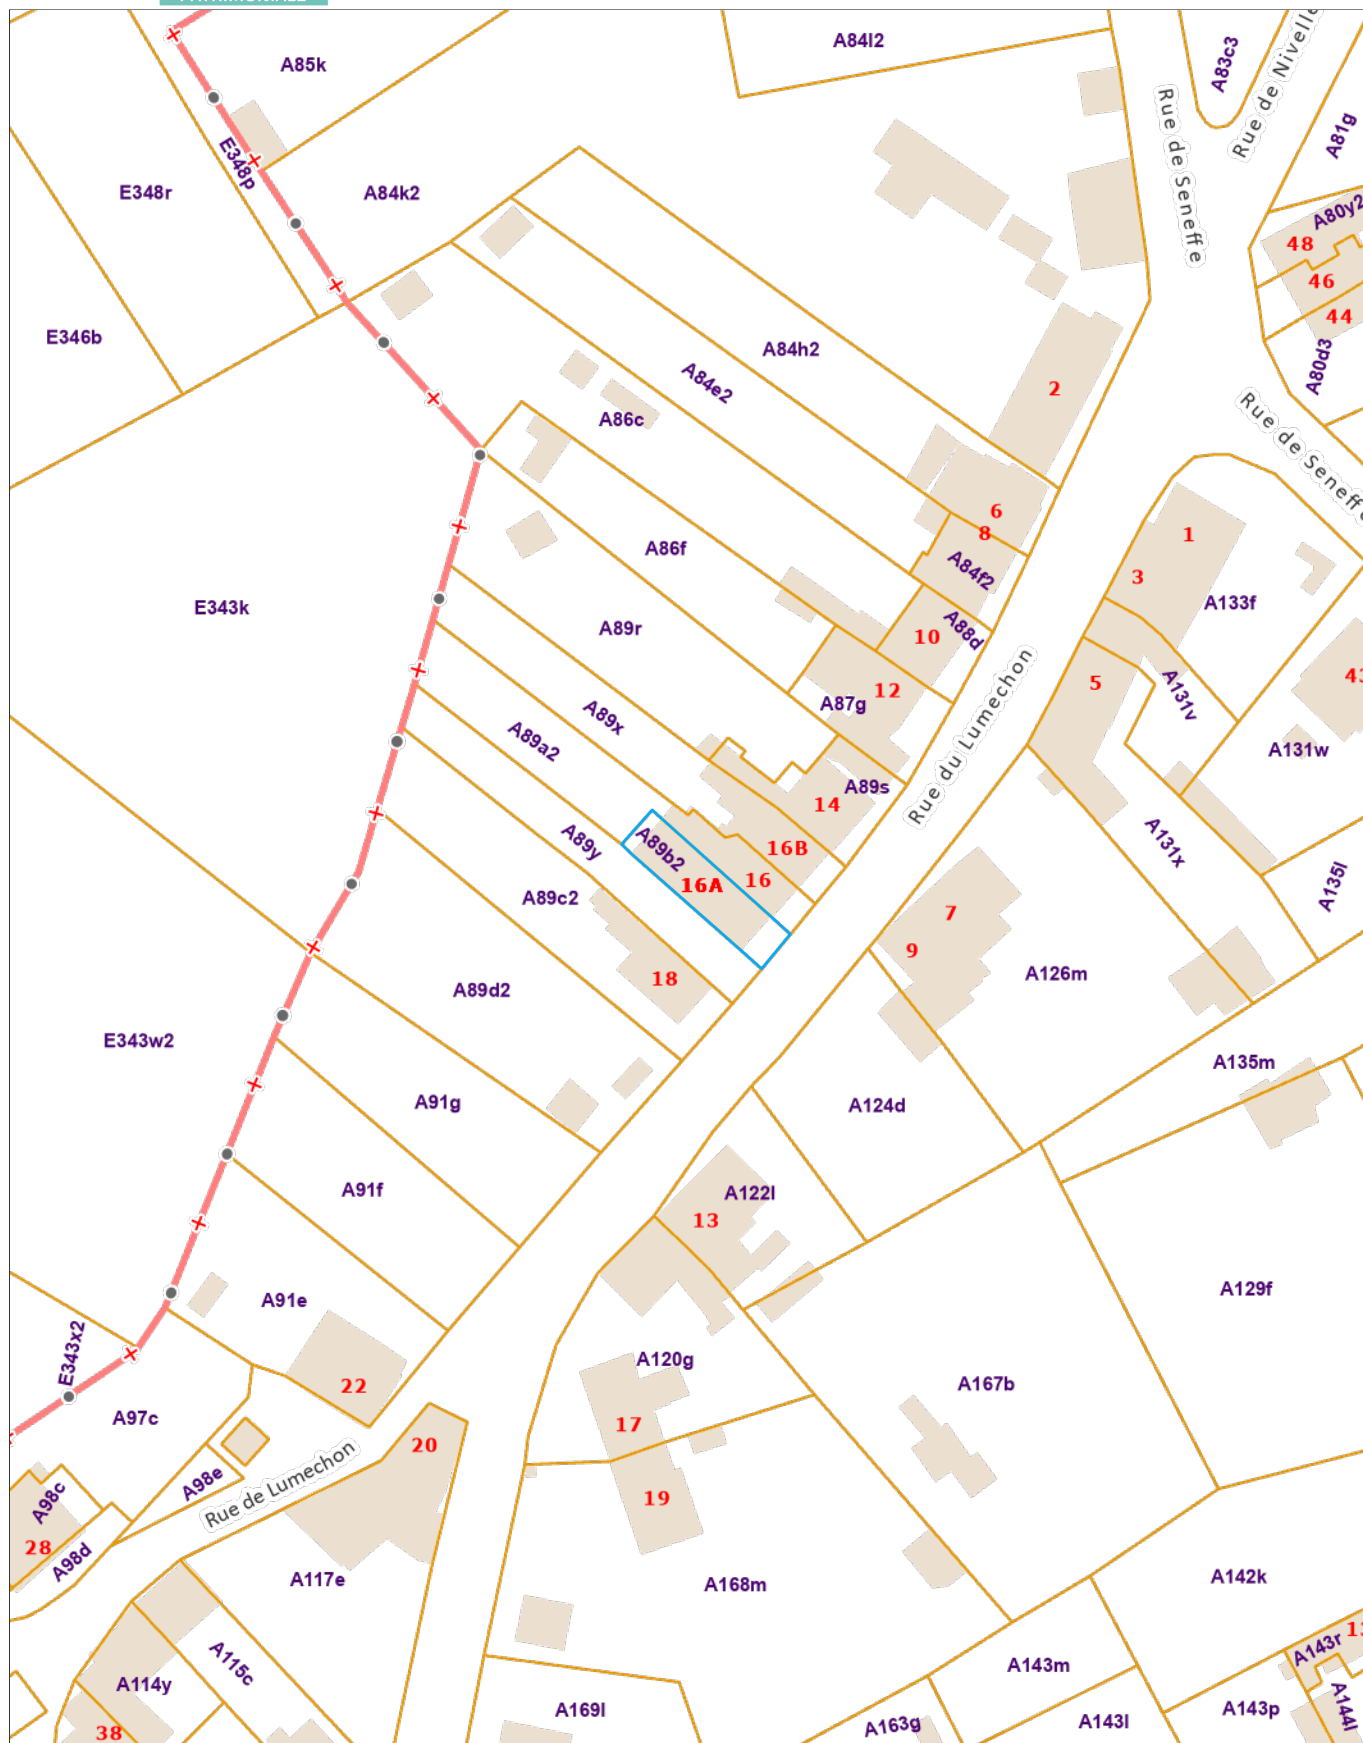 A85k
A84l2
A83c3
Rue de Nivelle
Rue de Seneffe
A81g
E348p
E348r
A84k2
A80y2
48
46
44
E346b
A84h2
A84e2
A80d3
2
A86c
Rue de Seneffe
6
8
1
A86f
A84f2
3
A133f
E343k
A89r
10
A88d
43
5
12
A131v
A87g
A89x
A89a2
A131w
Rue du Lumechon
A89s
14
A89y
A89b2
16B
A131x
16A
16
A135l
A89c2
7
9
18
A126m
A89d2
E343w2
A135m
A91g
A124d
A91f
A122l
13
A129f
A91e
E343x2
A120g
22
A167b
A97c
17
20
A98e
Rue de Lumechon
A98c
19
28
A98d
A117e
A168m
A142k
13
A143r
A115c
A143m
A114y
A169l
A163g
A143l
A143p
A144l
38